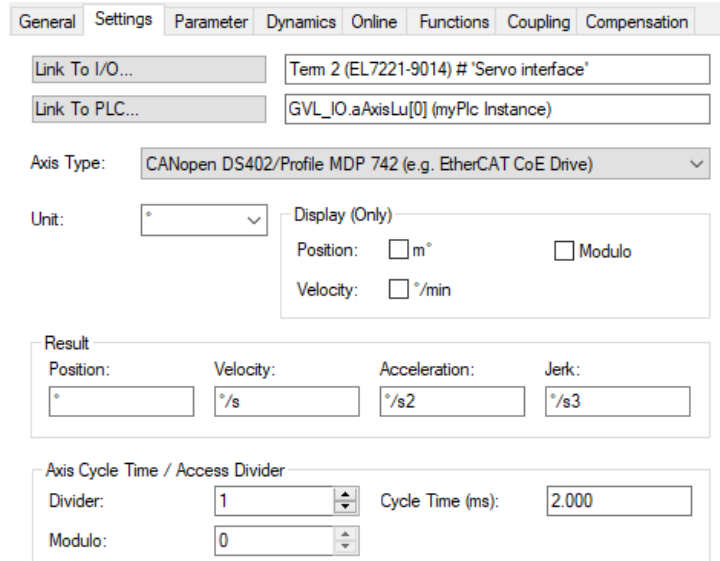 General Settings Parameter Dynamics Online Functions Coupling Compensation
Link To I/O... Term 2 (EL7221-9014) # "Servo interface"
Link To PLC... GVL_IO.aAxisLu[0] (myPlc Instance)
Axis Type: CANopen DS402/Profile MDP 742 (e.g. EtherCAT CoE Drive)
Unit: °
Display (Only)
Position: m° Modulo
Velocity: °/min
Result
Position: Velocity: Acceleration: Jerk:
° °/s °/s2 °/s3
Axis Cycle Time / Access Divider
Divider: 1 Cycle Time (ms): 2.000
Modulo: 0